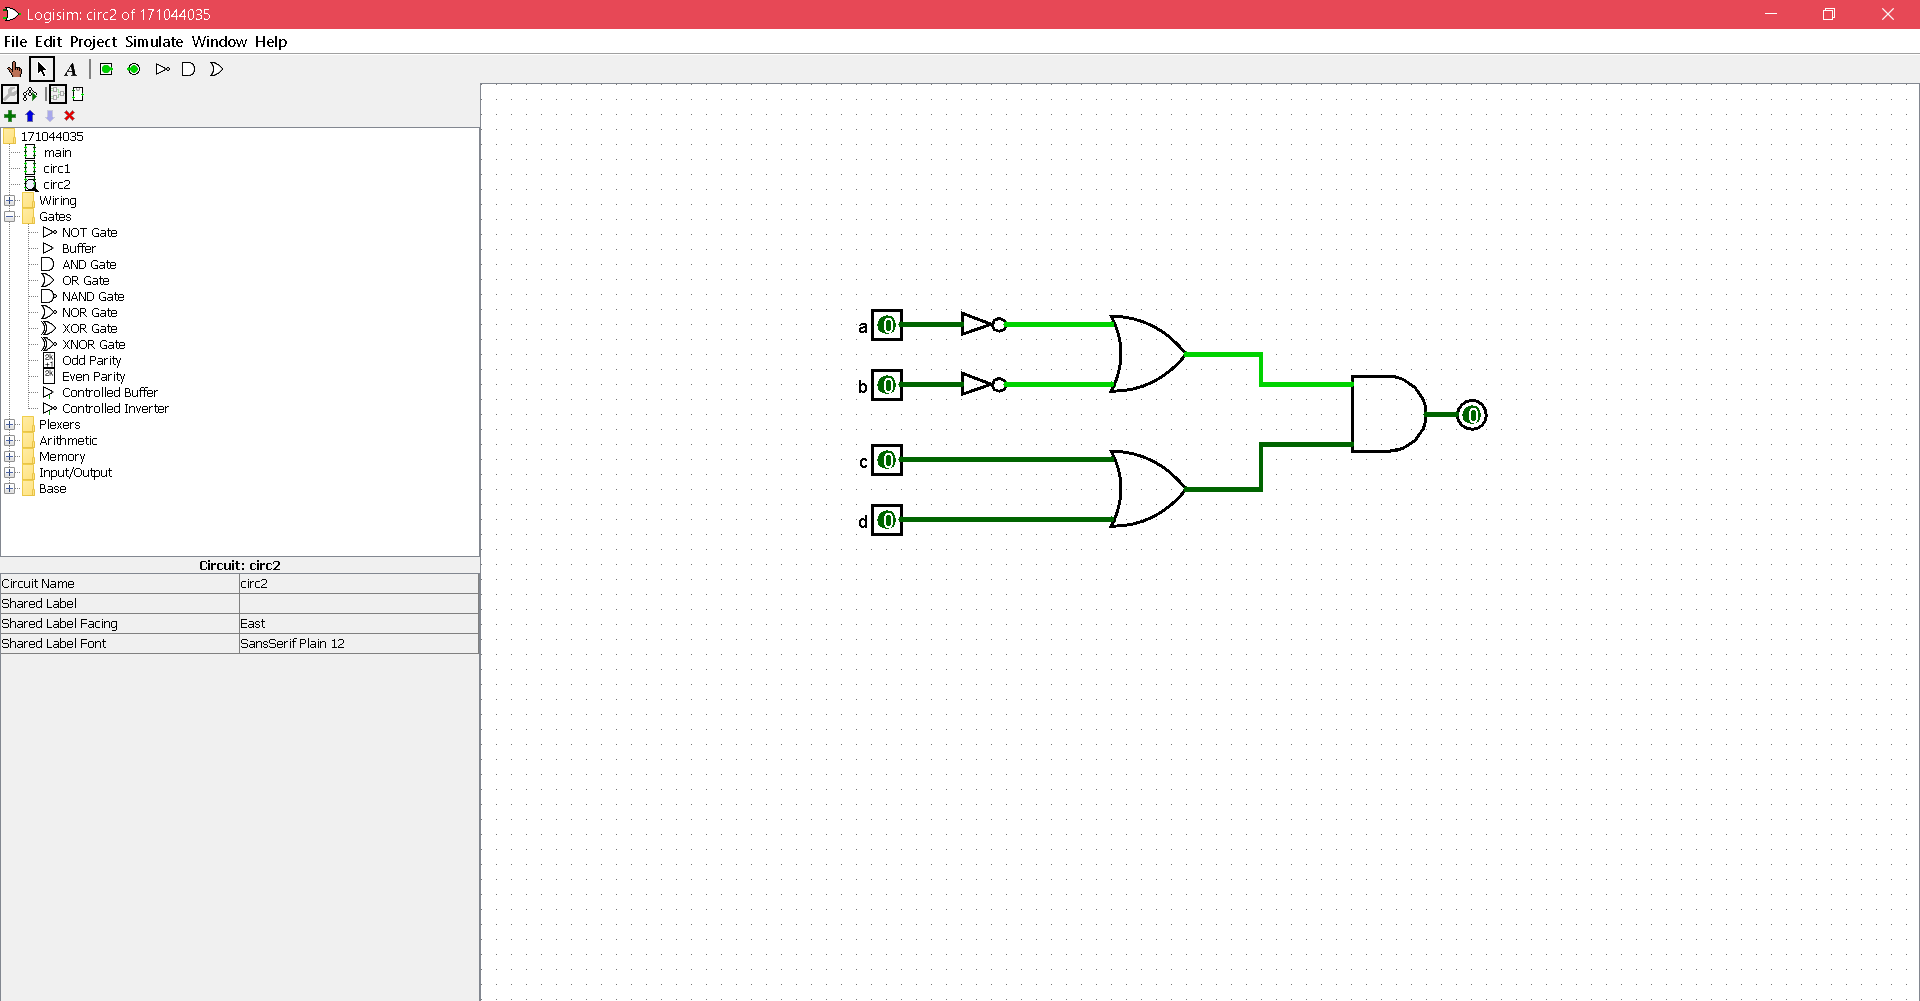 Logisim: circ2 of 171044035
File Edit Project Simulate Window Help
A
171044035
main
circ1
circ2
Wiring
Gates
NOT Gate
Buffer
AND Gate
OR Gate
NAND Gate
NOR Gate
XOR Gate
XNOR Gate
Odd Parity
Even Parity
Controlled Buffer
Controlled Inverter
Plexers
Arithmetic
Memory
Input/Output
Base
Circuit: circ2
Circuit Name circ2
Shared Label
Shared Label Facing East
Shared Label Font SansSerif Plain 12
a 0
b 0
0
c 0
d 0